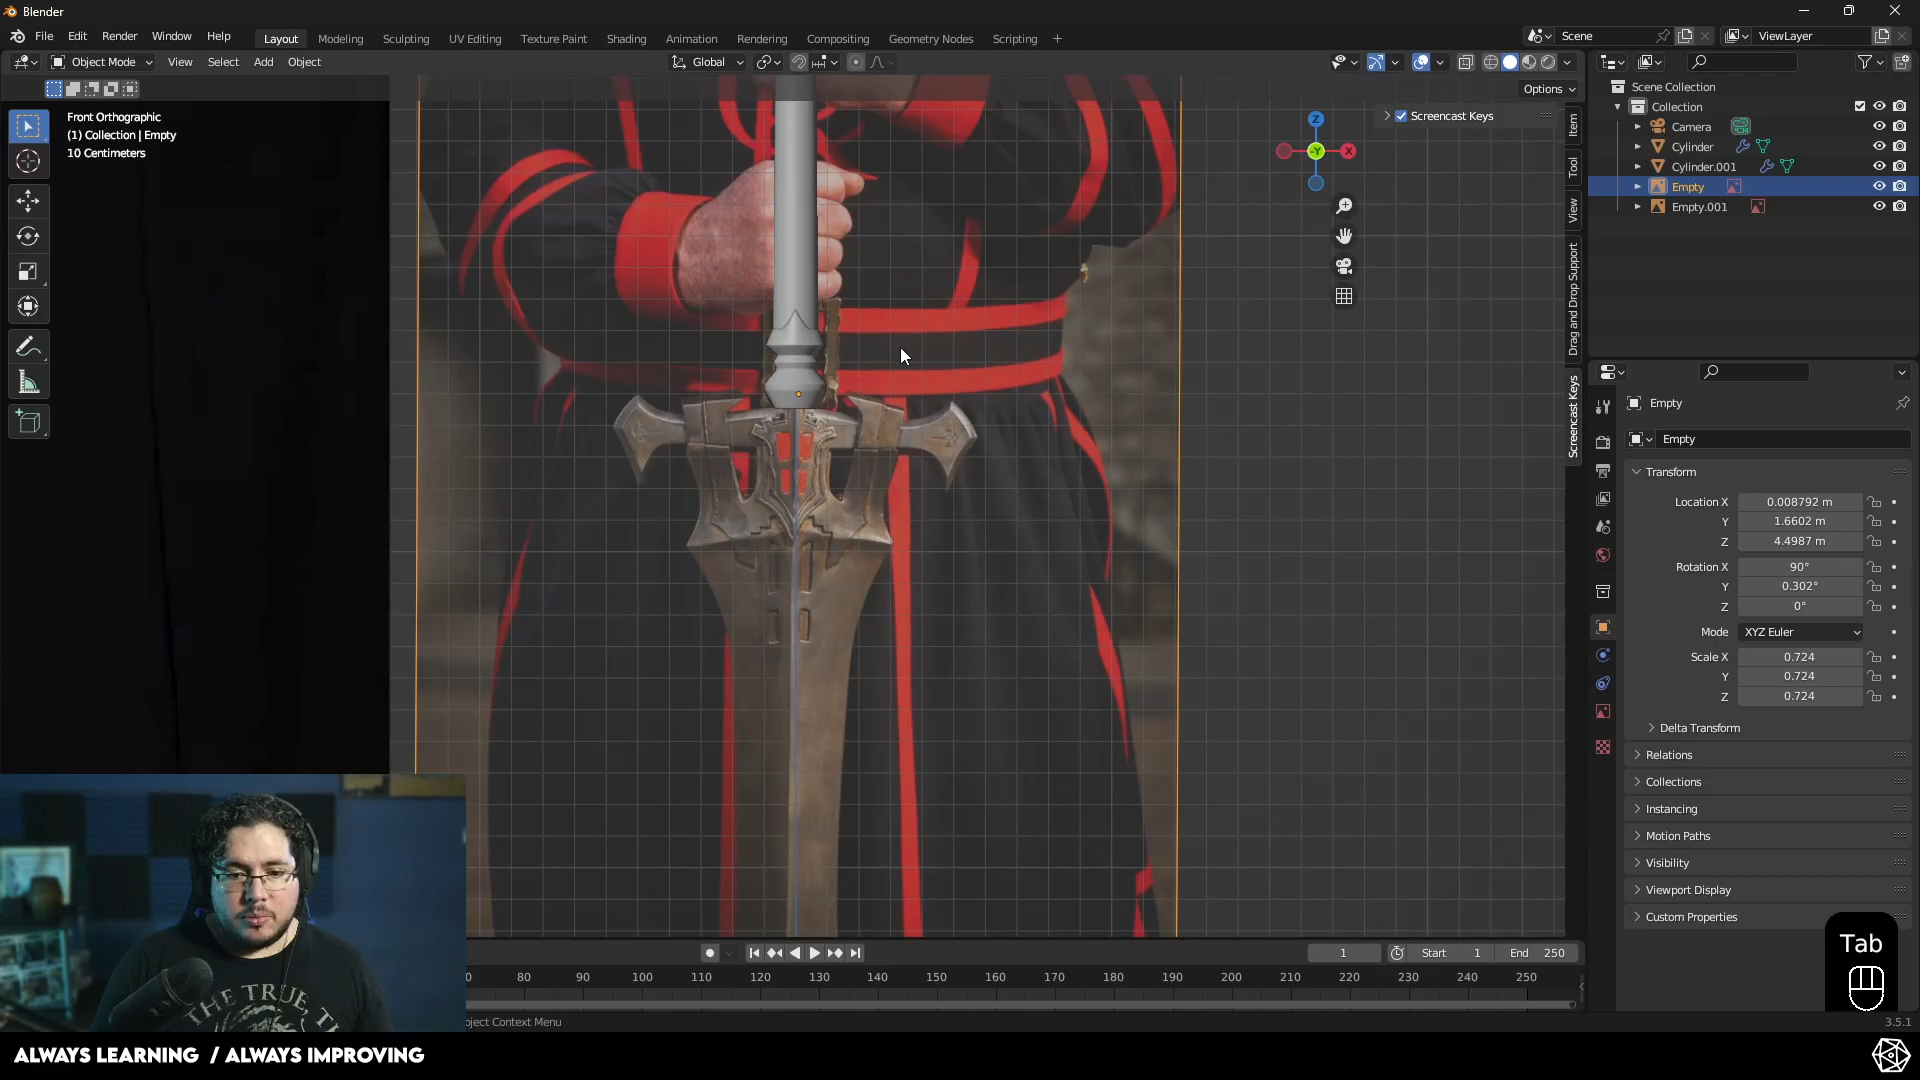 Blender
File Edit Render Window Help
Layout Modeling Sculpting UV Editing Texture Paint Shading Animation Rendering Compositing Geometry Nodes Scripting +
Scene
ViewLayer
Object Mode View Select Add Object
Global
Options
Front Orthographic
(1) Collection | Empty
10 Centimeters
Screencast Keys
Z
-Y
X
Item
Tool
View
Drag and Drop Support
Screencast Keys
Scene Collection
Collection
Camera
Cylinder
Cylinder.001
Empty
Empty.001
Empty
Empty
Transform
Location X 0.008792 m
Y 1.6602 m
Z 4.4987 m
Rotation X 90°
Y 0.302°
Z 0°
Mode XYZ Euler
Scale X 0.724
Y 0.724
Z 0.724
Delta Transform
Relations
Collections
Instancing
Motion Paths
Visibility
Viewport Display
Custom Properties
Tab
1 Start 1 End 250
0 80 90 100 110 120 130 140 150 160 170 180 190 200 210 220 230 240 250
THE TRUE, TH
oject Context Menu
3.5.1
ALWAYS LEARNING / ALWAYS IMPROVING